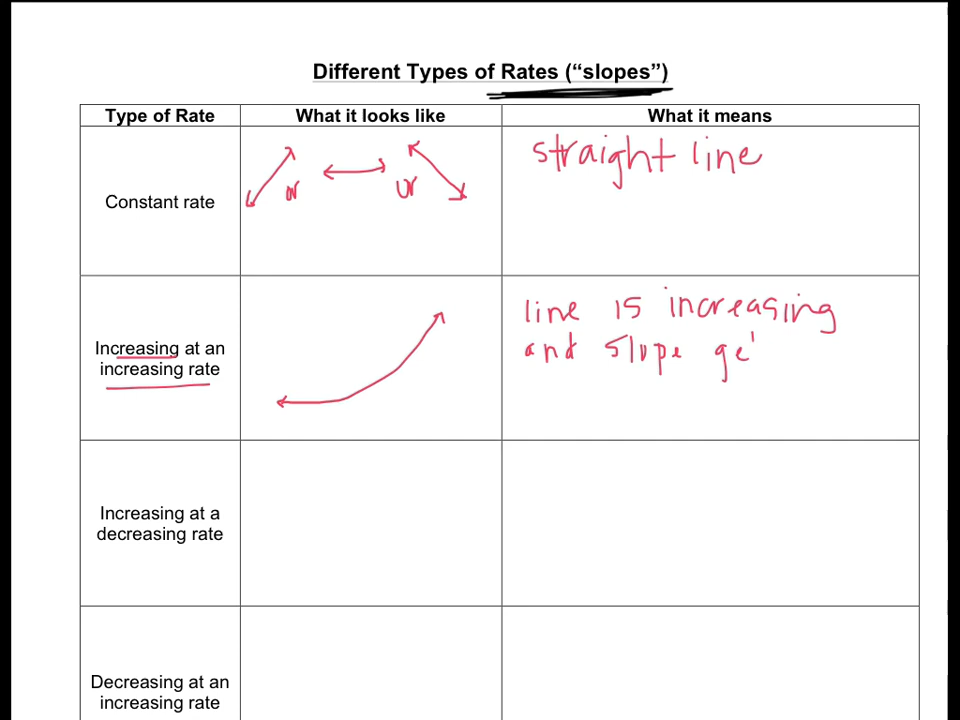 Different Types of Rates (“slopes”)
Type of Rate
What it looks like
What it means
Constant rate
or
or
straight line
Increasing at an
increasing rate
line is increasing
and slope ge
Increasing at a
decreasing rate
Decreasing at an
increasing rate